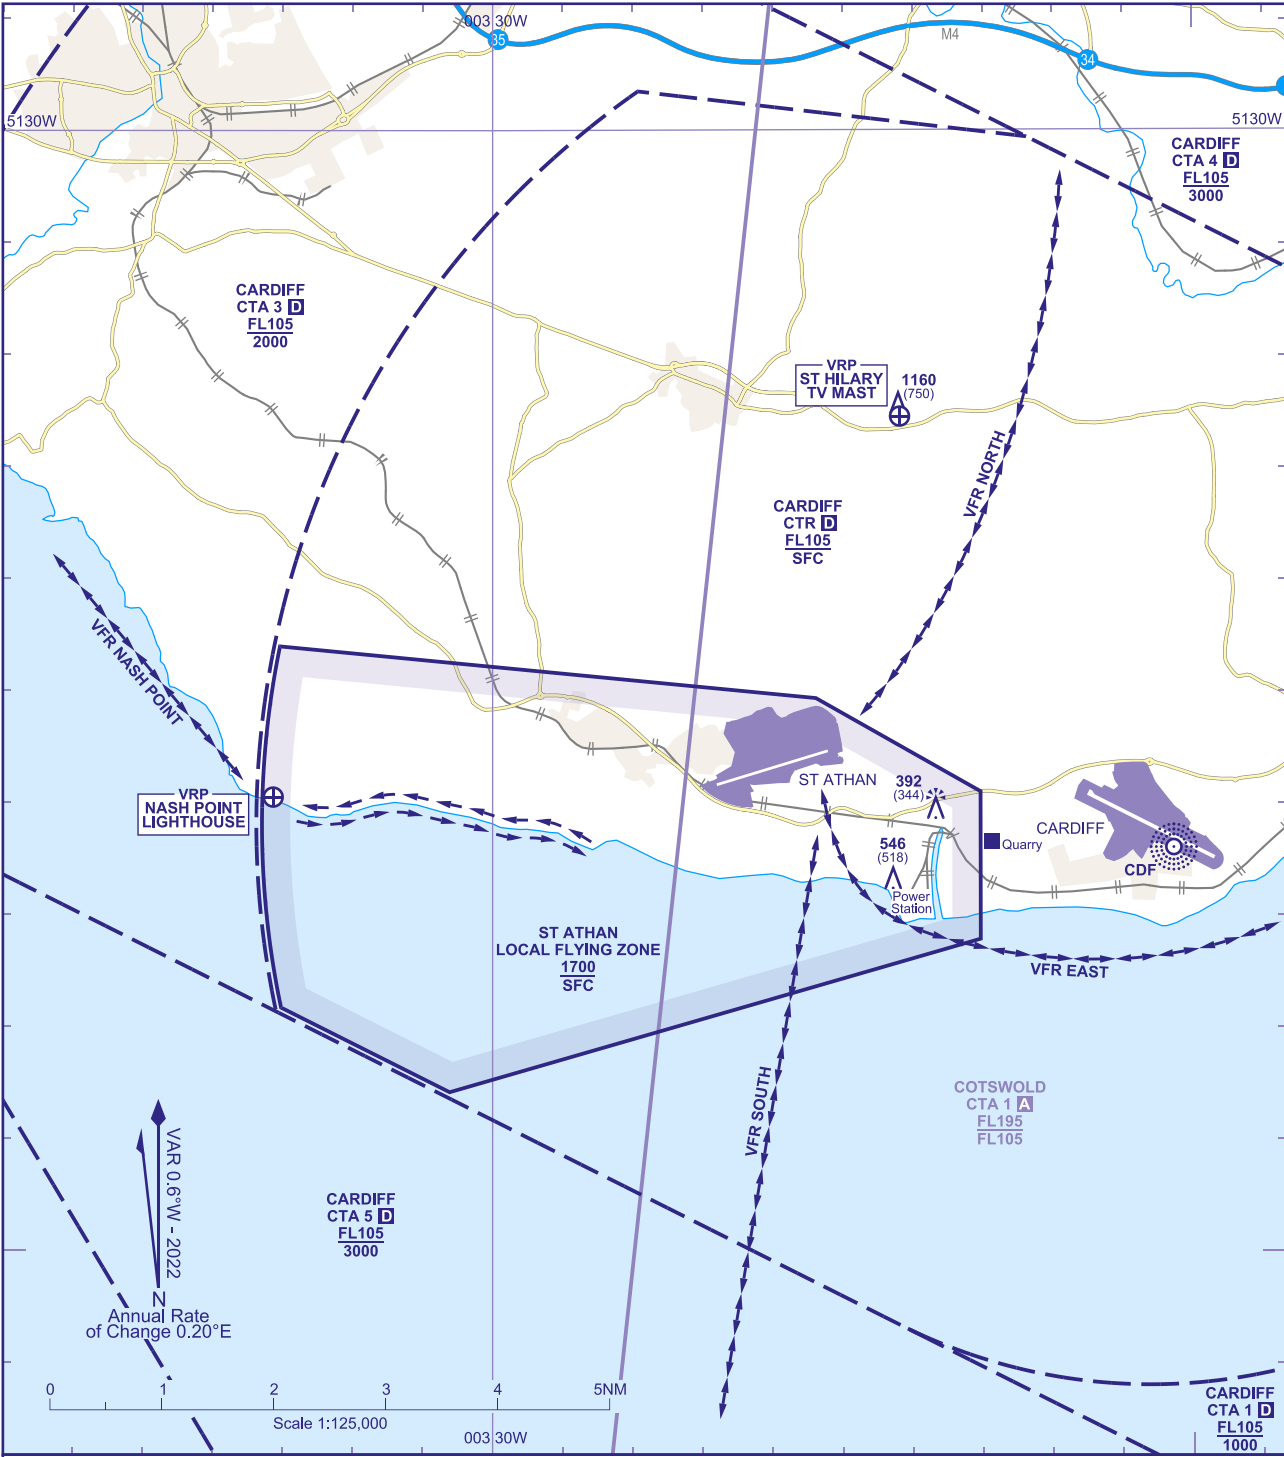 003 30W
35
M4
34
5130W
5130W
CARDIFF
CTA 4 D
FL105
3000
CARDIFF
CTA 3 D
FL105
2000
VRP
ST HILARY
TV MAST
1160
(750)
VFR NORTH
CARDIFF
CTR D
FL105
SFC
VFR NASH POINT
VRP
NASH POINT
LIGHTHOUSE
ST ATHAN
392
(344)
546
(518)
Power
Station
Quarry
CARDIFF
CDF
ST ATHAN
LOCAL FLYING ZONE
1700
SFC
VFR EAST
VFR SOUTH
COTSWOLD
CTA 1 A
FL195
FL105
VAR 0.6°W - 2022
N
Annual Rate
of Change 0.20°E
CARDIFF
CTA 5 D
FL105
3000
0 1 2 3 4 5NM
Scale 1:125,000
003 30W
CARDIFF
CTA 1 D
FL105
1000